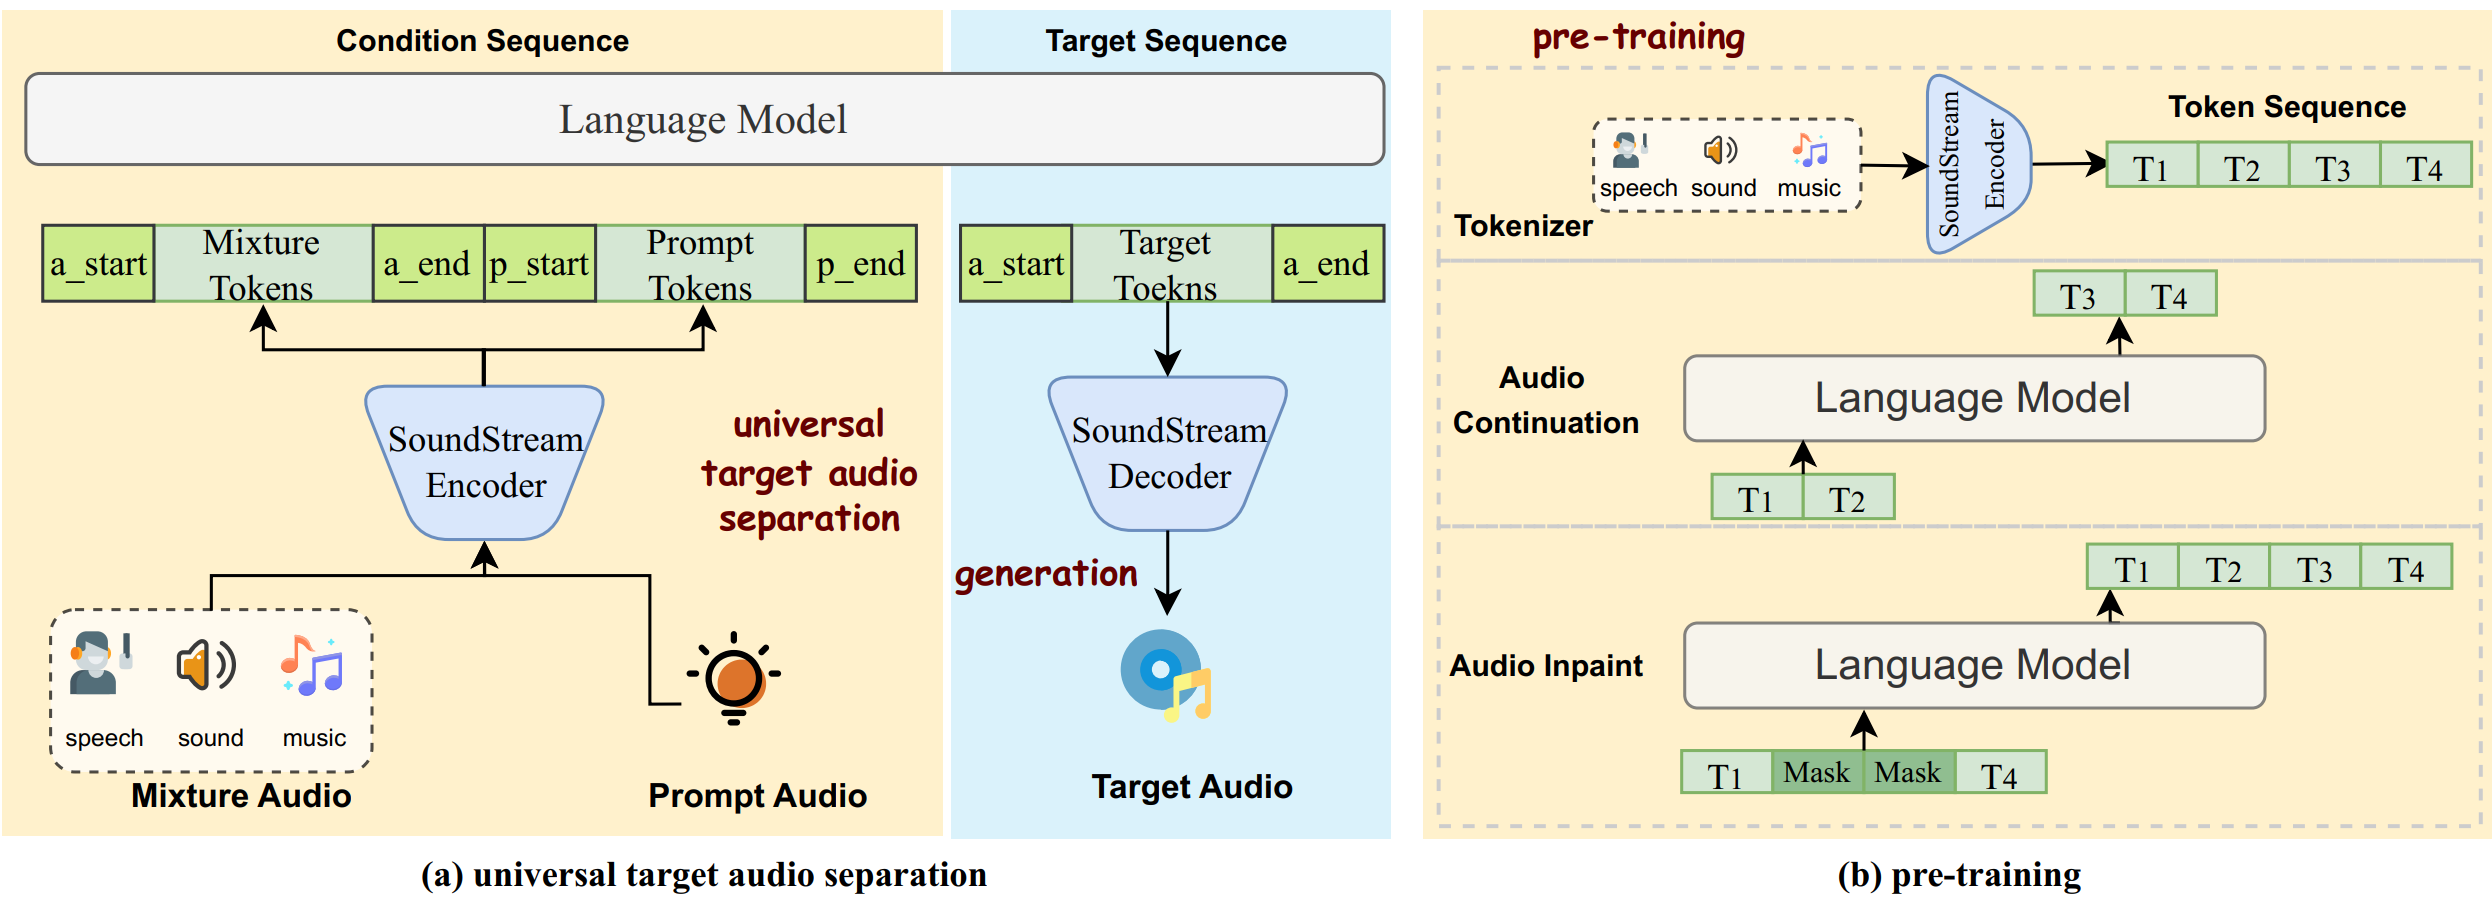 Condition Sequence
Target Sequence
Language Model
a_start
Mixture
Tokens
a_end
p_start
Prompt
Tokens
p_end
a_start
Target
Toekns
a_end
SoundStream
Encoder
universal
target audio
separation
SoundStream
Decoder
generation
speech
sound
music
Mixture Audio
Prompt Audio
Target Audio
(a) universal target audio separation
pre-training
speech
sound
music
SoundStream
Encoder
Token Sequence
T1
T2
T3
T4
Tokenizer
T3
T4
Audio
Continuation
Language Model
T1
T2
T1
T2
T3
T4
Audio Inpaint
Language Model
T1
Mask
Mask
T4
(b) pre-training